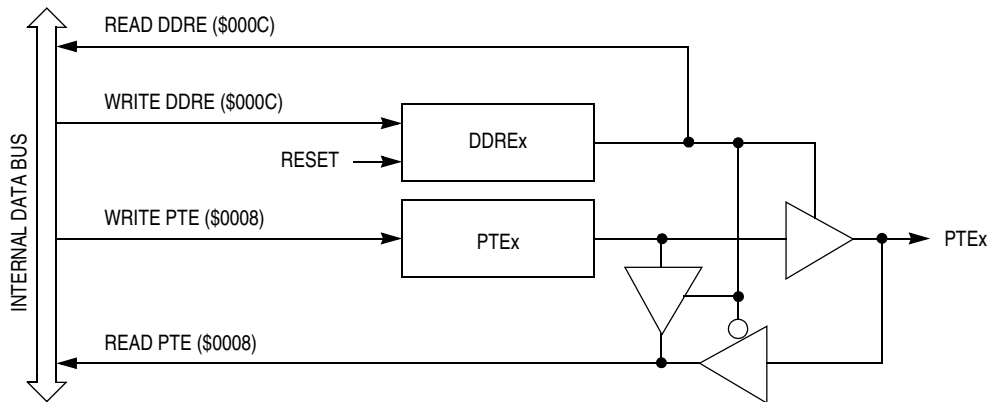 READ DDRE ($000C)
WRITE DDRE ($000C)
DDREx
RESET
INTERNAL DATA BUS
WRITE PTE ($0008)
PTEx
PTEx
READ PTE ($0008)